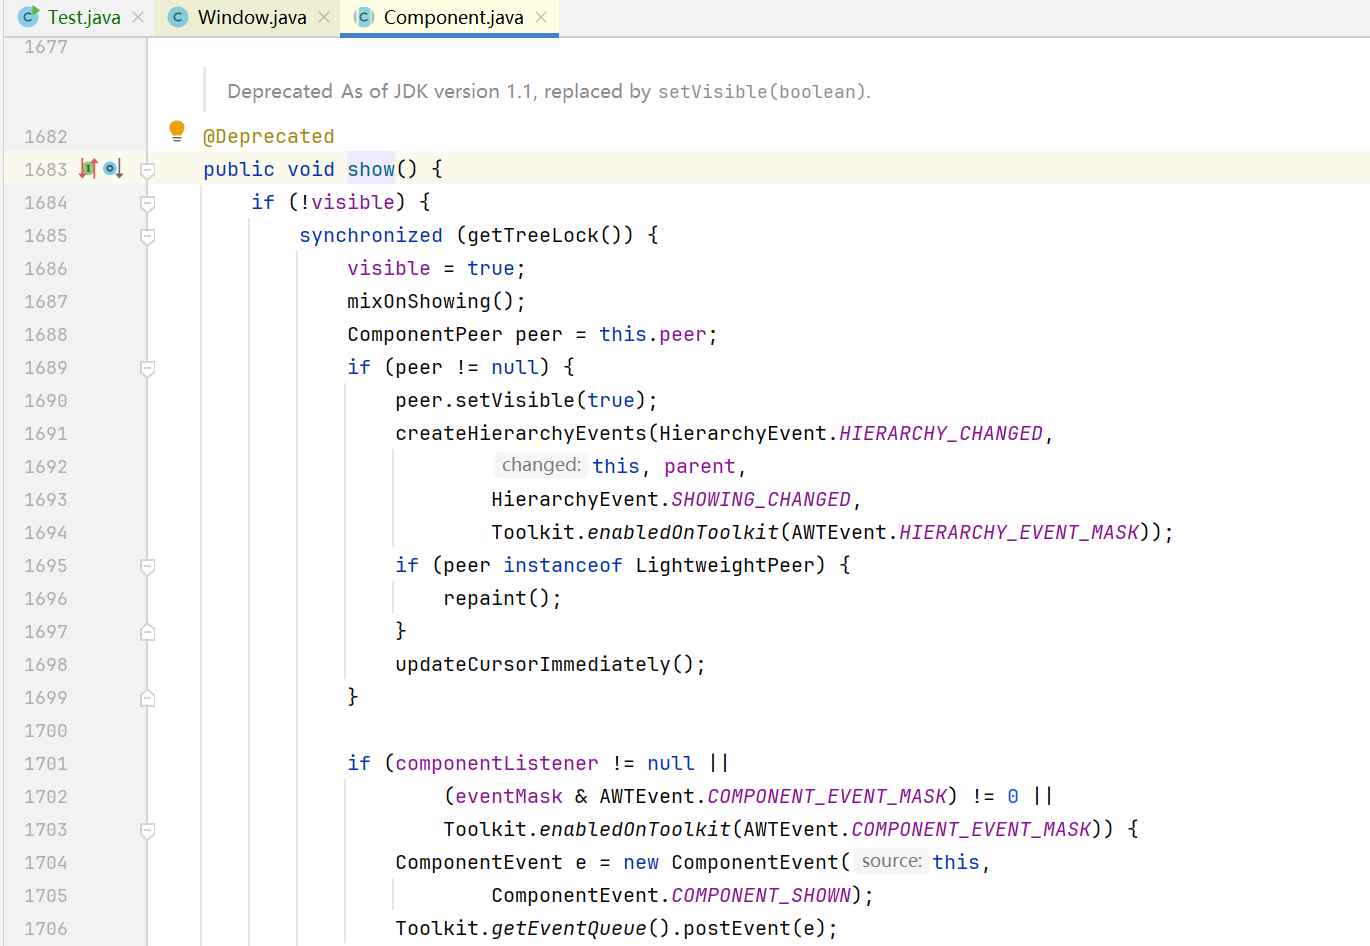 Test.java
Window.java
Component.java
1677
Deprecated As of JDK version 1.1, replaced by setVisible(boolean).
1682 @Deprecated
1683 public void show() {
1684 if (!visible) {
1685 synchronized (getTreeLock()) {
1686 visible = true;
1687 mixOnShowing();
1688 ComponentPeer peer = this.peer;
1689 if (peer != null) {
1690 peer.setVisible(true);
1691 createHierarchyEvents(HierarchyEvent.HIERARCHY_CHANGED,
1692 changed: this, parent,
1693 HierarchyEvent.SHOWING_CHANGED,
1694 Toolkit.enabledOnToolkit(AWTEvent.HIERARCHY_EVENT_MASK));
1695 if (peer instanceof LightweightPeer) {
1696 repaint();
1697 }
1698 updateCursorImmediately();
1699 }
1700
1701 if (componentListener != null ||
1702 (eventMask & AWTEvent.COMPONENT_EVENT_MASK) != 0 ||
1703 Toolkit.enabledOnToolkit(AWTEvent.COMPONENT_EVENT_MASK)) {
1704 ComponentEvent e = new ComponentEvent( source: this,
1705 ComponentEvent.COMPONENT_SHOWN);
1706 Toolkit.getEventQueue().postEvent(e);